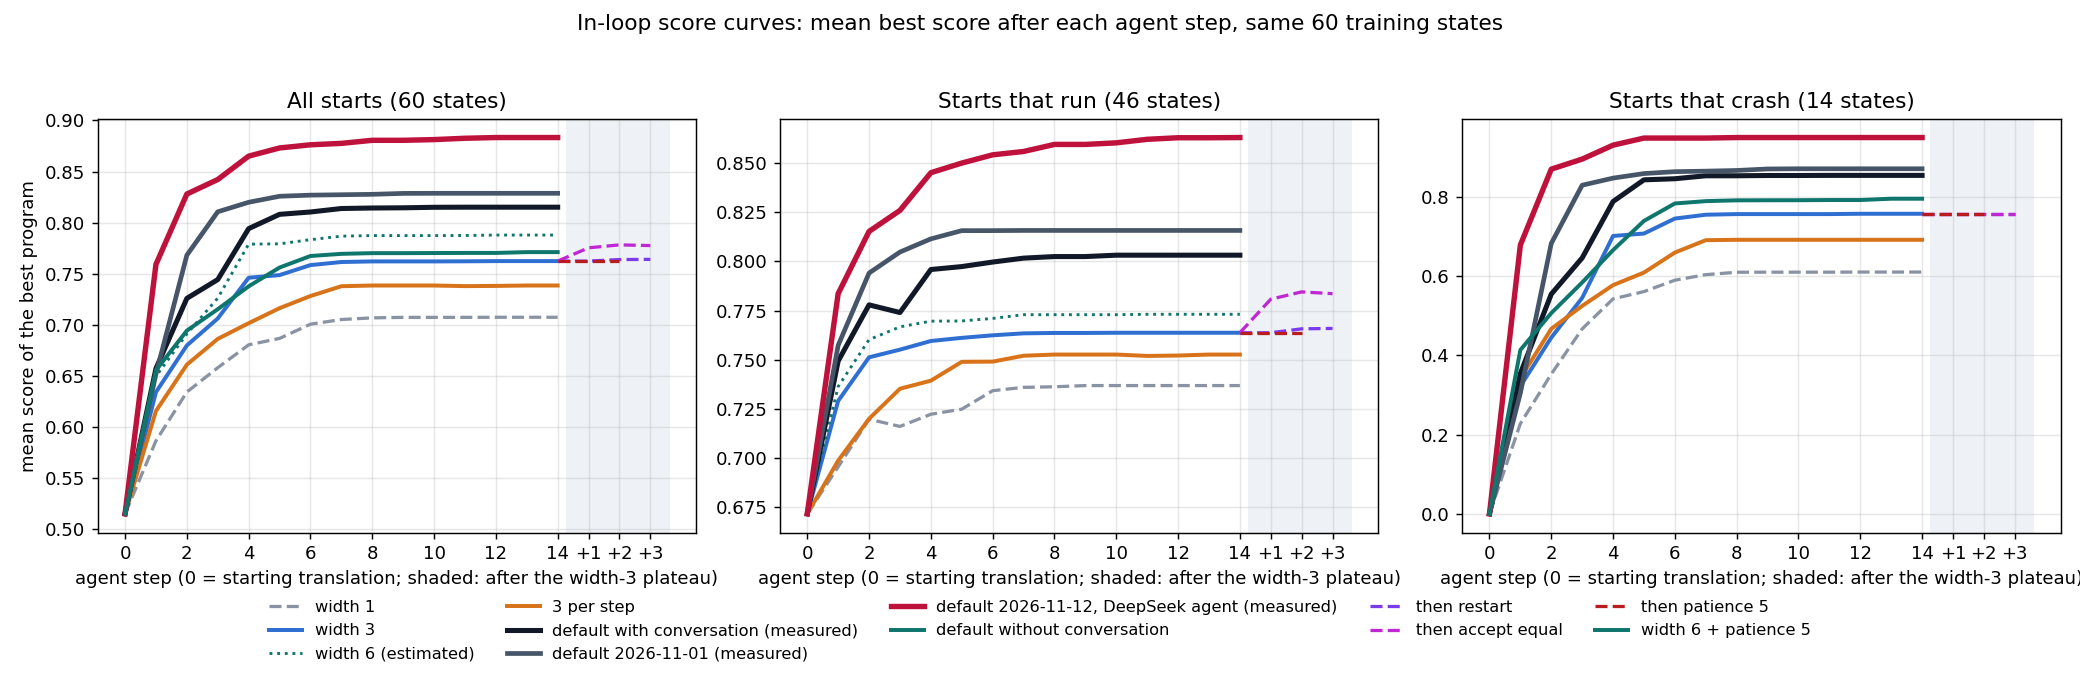 In-loop score curves: mean best score after each agent step, same 60 training states
All starts (60 states)
Starts that run (46 states)
Starts that crash (14 states)
mean score of the best program
0.90
0.85
0.80
0.75
0.70
0.65
0.60
0.55
0.50
0.850
0.825
0.800
0.775
0.750
0.725
0.700
0.675
0.8
0.6
0.4
0.2
0.0
0 2 4 6 8 10 12 14 +1 +2 +3
0 2 4 6 8 10 12 14 +1 +2 +3
0 2 4 6 8 10 12 14 +1 +2 +3
agent step (0 = starting translation; shaded: after the width-3 plateau)
agent step (0 = starting translation; shaded: after the width-3 plateau)
agent step (0 = starting translation; shaded: after the width-3 plateau)
width 1
width 3
width 6 (estimated)
3 per step
default with conversation (measured)
default 2026-11-01 (measured)
default 2026-11-12, DeepSeek agent (measured)
default without conversation
then restart
then accept equal
then patience 5
width 6 + patience 5